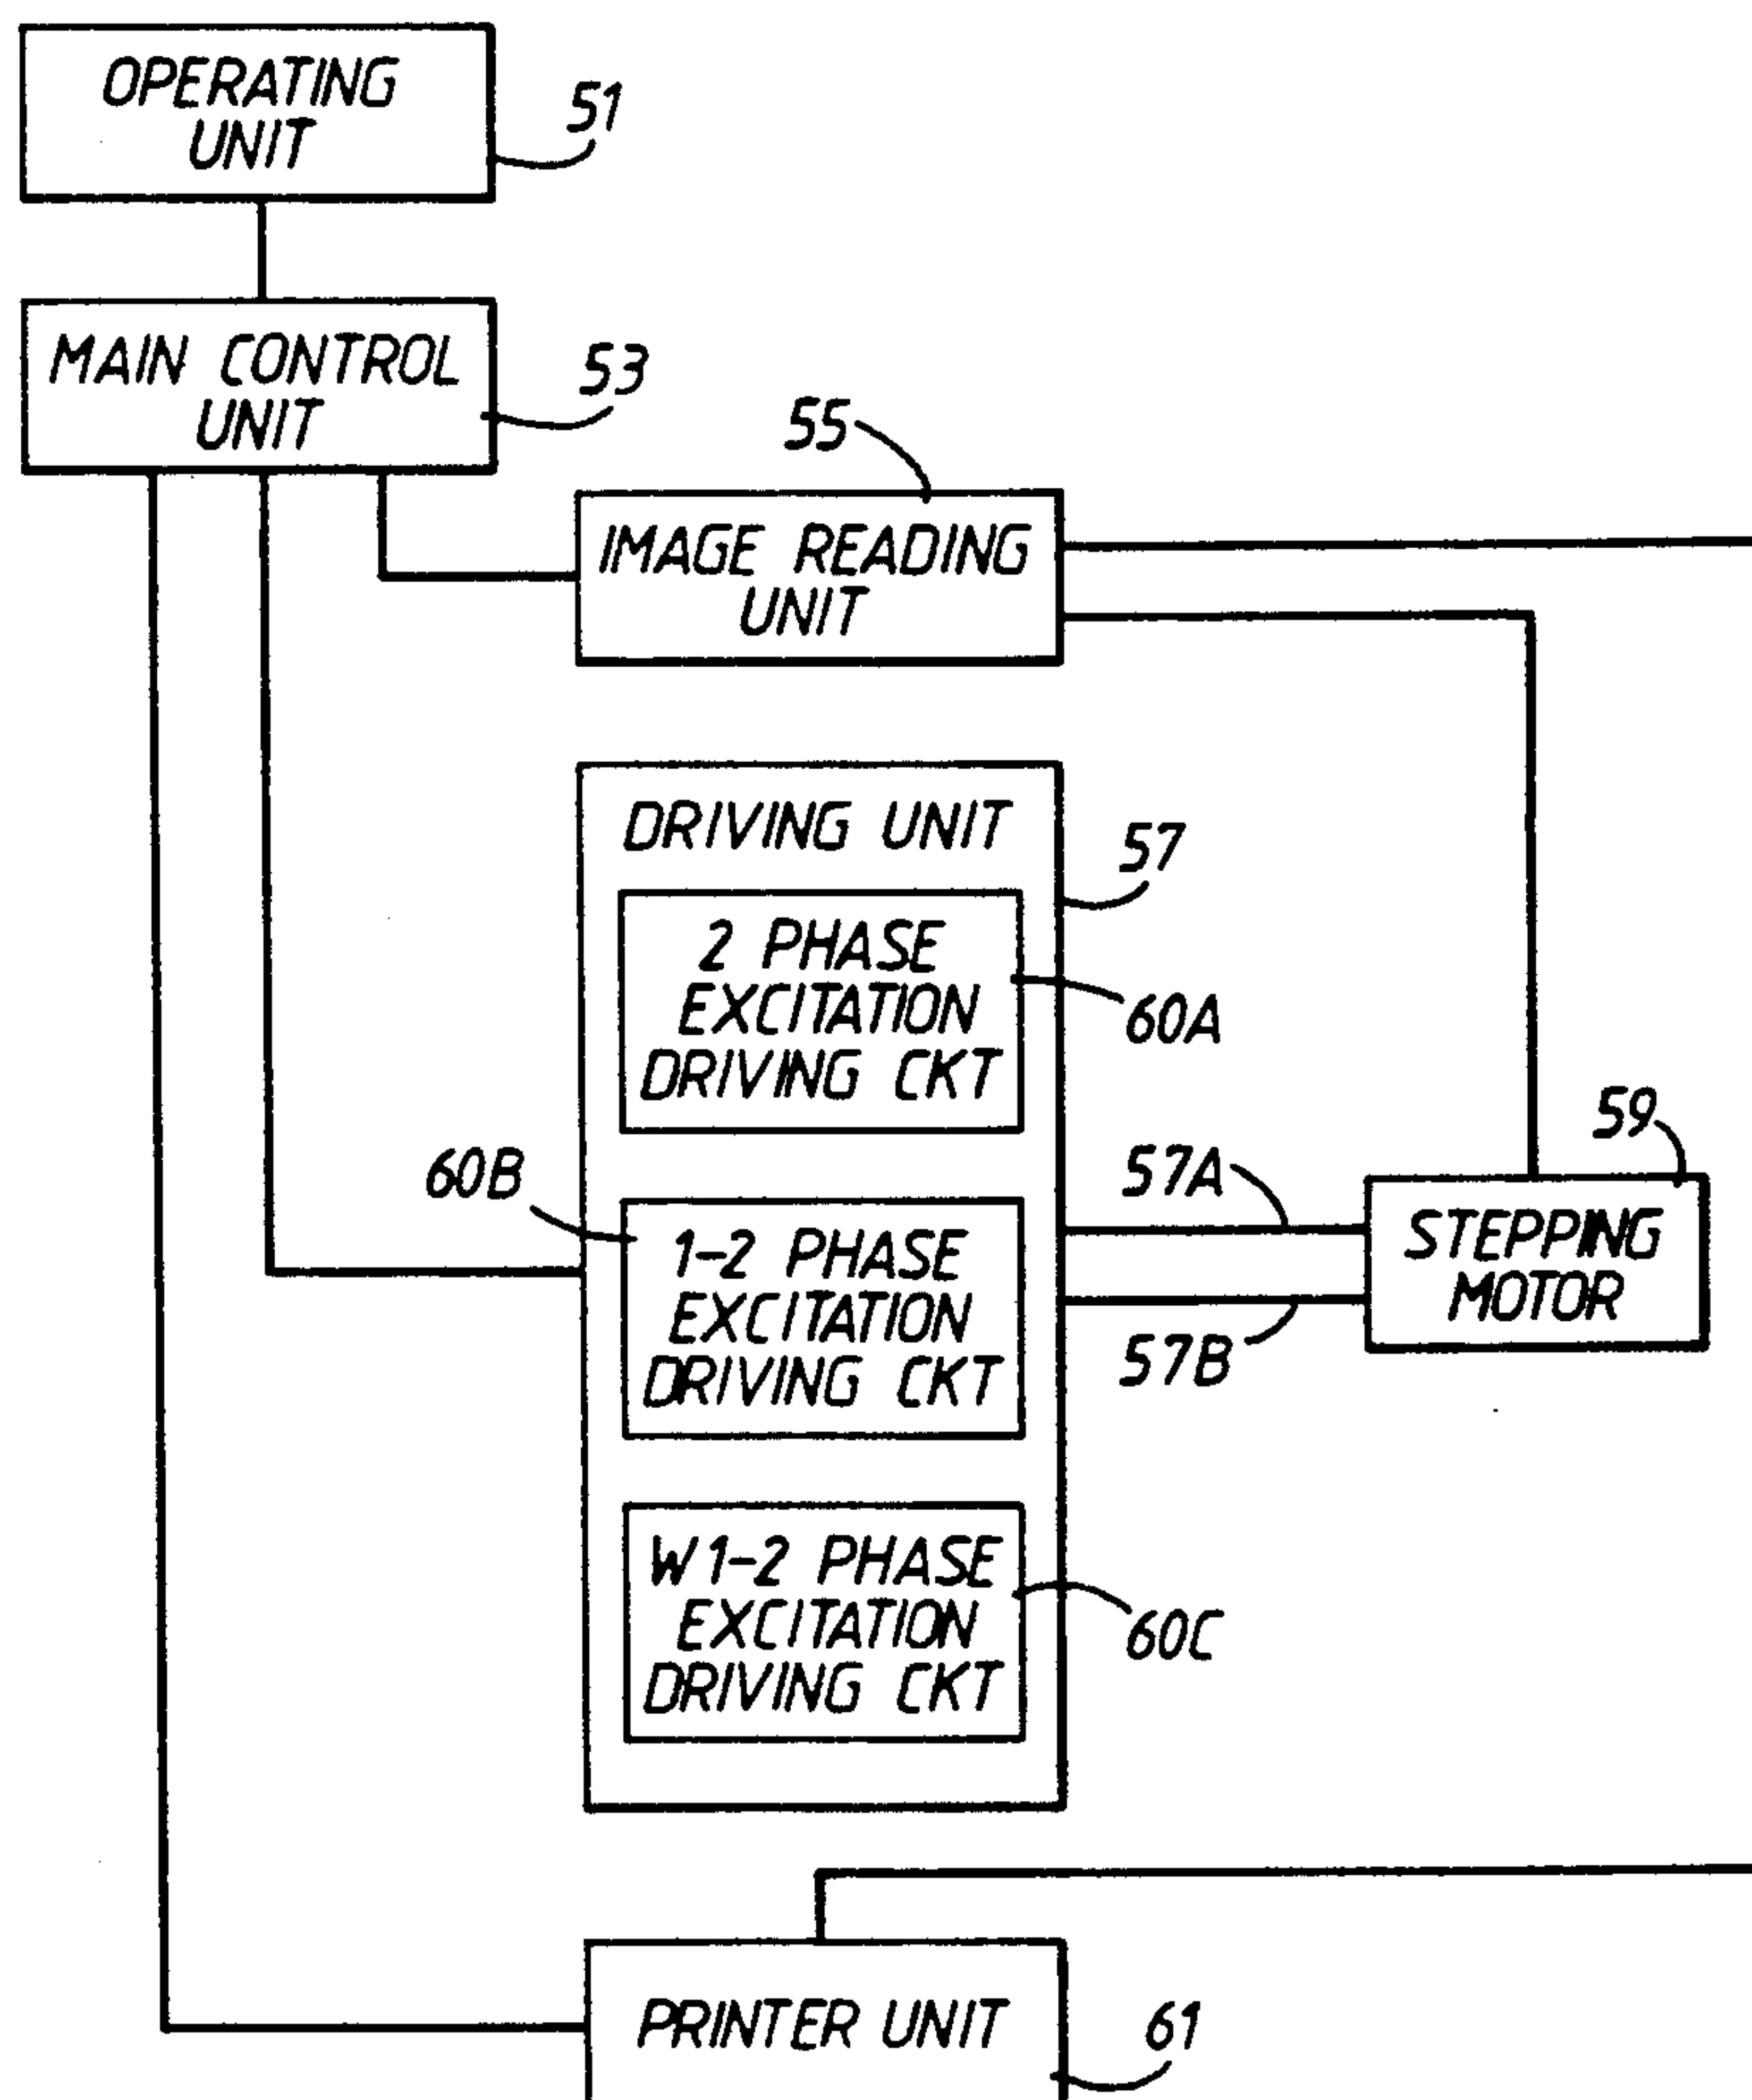 OPERATING
UNIT
51
MAIN CONTROL
UNIT
53
55
IMAGE READING
UNIT
DRIVING UNIT
57
2 PHASE
EXCITATION
DRIVING CKT
60A
59
60B
57A
1-2 PHASE
EXCITATION
DRIVING CKT
STEPPING
MOTOR
57B
W1-2 PHASE
EXCITATION
DRIVING CKT
60C
PRINTER UNIT
61